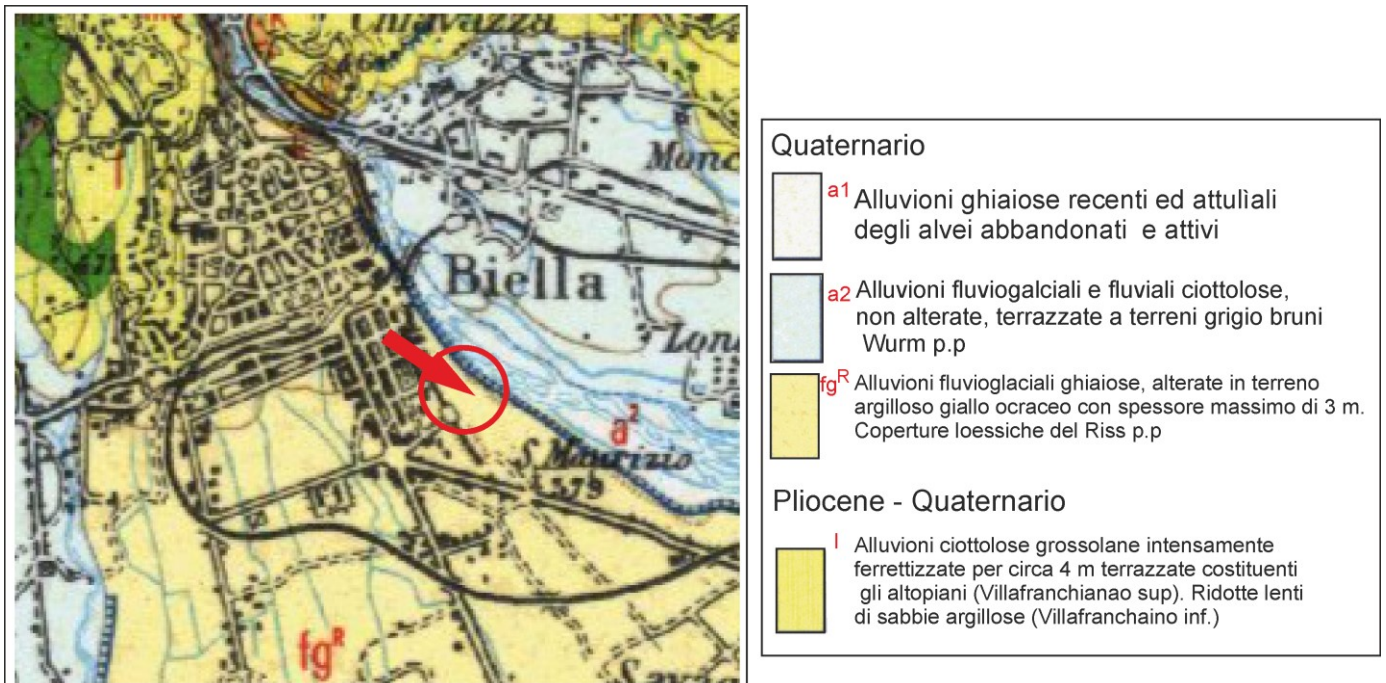 Chiavazza
Biella
a²
S. Maurizio
379
fgᴿ
l
Quaternario
a1 Alluvioni ghiaiose recenti ed attulìali
degli alvei abbandonati e attivi
a2 Alluvioni fluviogalciali e fluviali ciottolose,
non alterate, terrazzate a terreni grigio bruni
Wurm p.p
fgᴿ Alluvioni fluvioglaciali ghiaiose, alterate in terreno
argilloso giallo ocraceo con spessore massimo di 3 m.
Coperture loessiche del Riss p.p
Pliocene - Quaternario
l Alluvioni ciottolose grossolane intensamente
ferrettizzate per circa 4 m terrazzate costituenti
gli altopiani (Villafranchianao sup). Ridotte lenti
di sabbie argillose (Villafranchaino inf.)